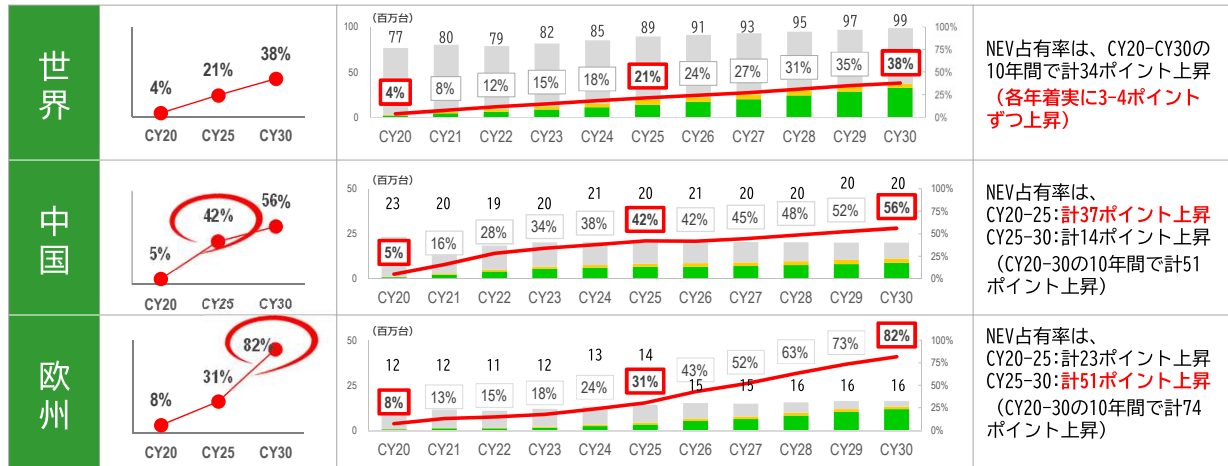 世界
38%
21%
4%
CY20 CY25 CY30
(百万台)
100 77 80 79 82 85 89 91 93 95 97 99 100%
75%
50 4% 8% 12% 15% 18% 21% 24% 27% 31% 35% 38% 50%
25%
0 0%
CY20 CY21 CY22 CY23 CY24 CY25 CY26 CY27 CY28 CY29 CY30
NEV占有率は、CY20-CY30の
10年間で計34ポイント上昇
(各年着実に3-4ポイント
ずつ上昇)
中国
56%
42%
5%
CY20 CY25 CY30
(百万台)
50 23 20 19 20 21 20 21 20 20 20 20 100%
75%
25 5% 16% 28% 34% 38% 42% 42% 45% 48% 52% 56% 50%
25%
0 0%
CY20 CY21 CY22 CY23 CY24 CY25 CY26 CY27 CY28 CY29 CY30
NEV占有率は、
CY20-25:計37ポイント上昇
CY25-30:計14ポイント上昇
(CY20-30の10年間で計51
ポイント上昇)
欧州
82%
31%
8%
CY20 CY25 CY30
(百万台)
50 12 12 11 12 13 14 15 15 16 16 16 100%
75%
25 8% 13% 15% 18% 24% 31% 43% 52% 63% 73% 82% 50%
25%
0 0%
CY20 CY21 CY22 CY23 CY24 CY25 CY26 CY27 CY28 CY29 CY30
NEV占有率は、
CY20-25:計23ポイント上昇
CY25-30:計51ポイント上昇
(CY20-30の10年間で計74
ポイント上昇)